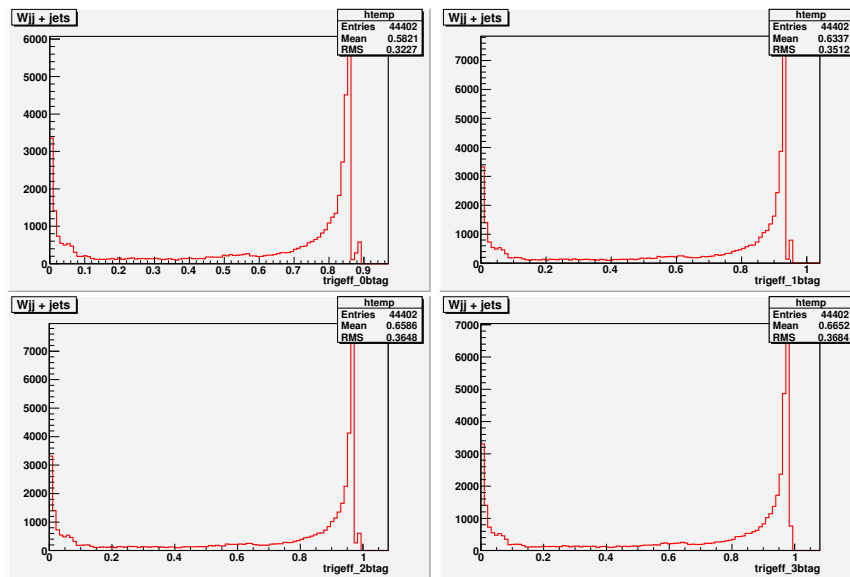 Wjj + jets
htemp
Entries 44402
Mean 0.5821
RMS 0.3227
6000
5000
4000
3000
2000
1000
0
0 0.1 0.2 0.3 0.4 0.5 0.6 0.7 0.8 0.9
trigeff_0btag
Wjj + jets
htemp
Entries 44402
Mean 0.6337
RMS 0.3512
7000
6000
5000
4000
3000
2000
1000
0
0 0.2 0.4 0.6 0.8 1
trigeff_1btag
Wjj + jets
htemp
Entries 44402
Mean 0.6586
RMS 0.3648
7000
6000
5000
4000
3000
2000
1000
0
0 0.2 0.4 0.6 0.8 1
trigeff_2btag
Wjj + jets
htemp
Entries 44402
Mean 0.6652
RMS 0.3684
7000
6000
5000
4000
3000
2000
1000
0
0 0.2 0.4 0.6 0.8 1
trigeff_3btag